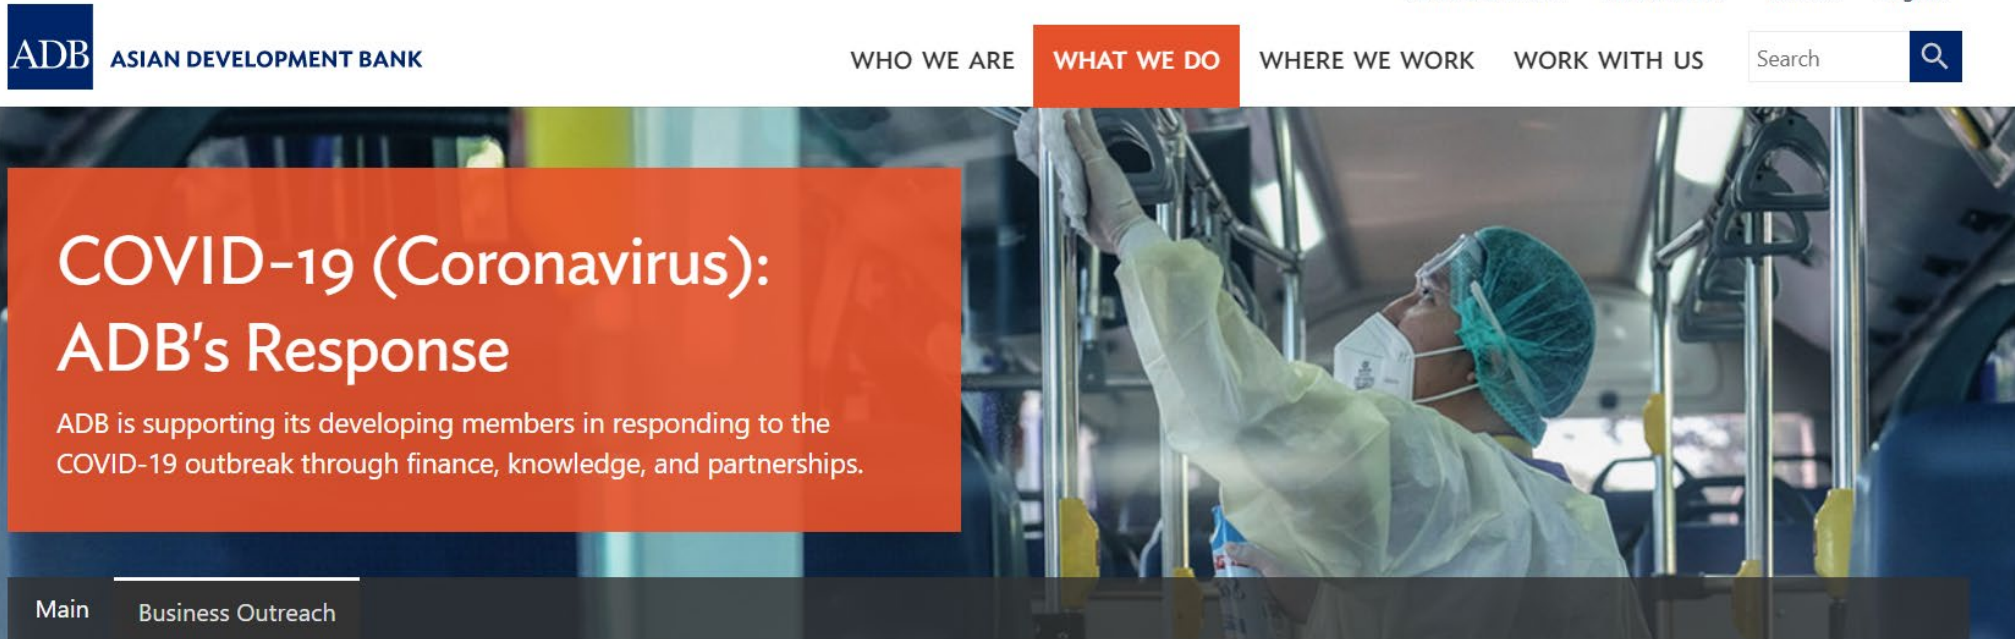 ADB
ASIAN DEVELOPMENT BANK
WHO WE ARE
WHAT WE DO
WHERE WE WORK
WORK WITH US
Search
COVID-19 (Coronavirus):
ADB's Response
ADB is supporting its developing members in responding to the
COVID-19 outbreak through finance, knowledge, and partnerships.
Main
Business Outreach